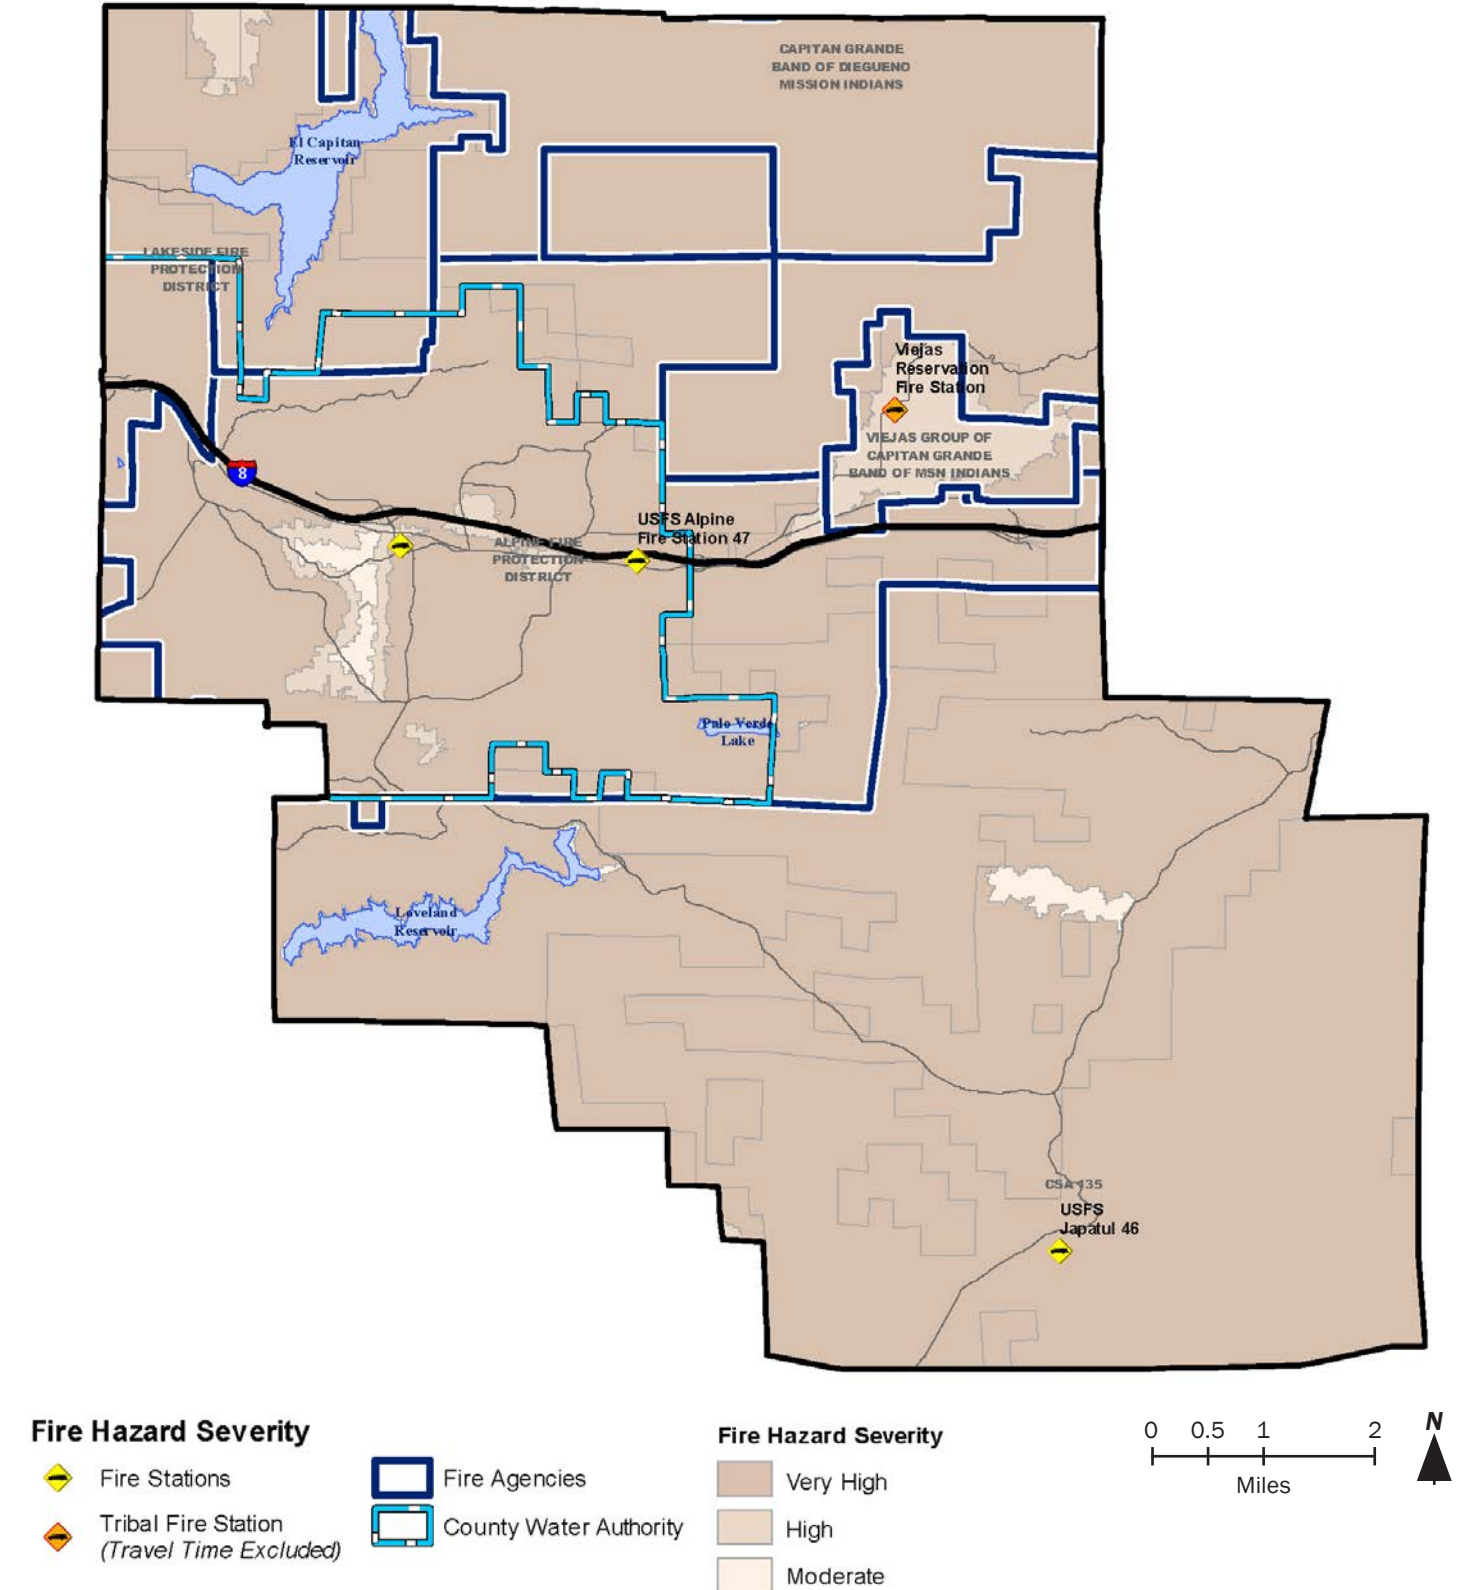 CAPITAN GRANDE
BAND OF DIEGUENO
MISSION INDIANS
El Capitan
Reservoir
LAKESIDE FIRE
PROTECTION
DISTRICT
Viejas
Reservation
Fire Station
VIEJAS GROUP OF
CAPITAN GRANDE
BAND OF MSN INDIANS
8
USFS Alpine
Fire Station 47
ALPINE FIRE
PROTECTION
DISTRICT
Palo Verde
Lake
Loveland
Reservoir
CSA 135
USFS
Japatul 46
Fire Hazard Severity
Fire Stations
Tribal Fire Station
(Travel Time Excluded)
Fire Agencies
County Water Authority
Fire Hazard Severity
Very High
High
Moderate
0 0.5 1 2
Miles
N